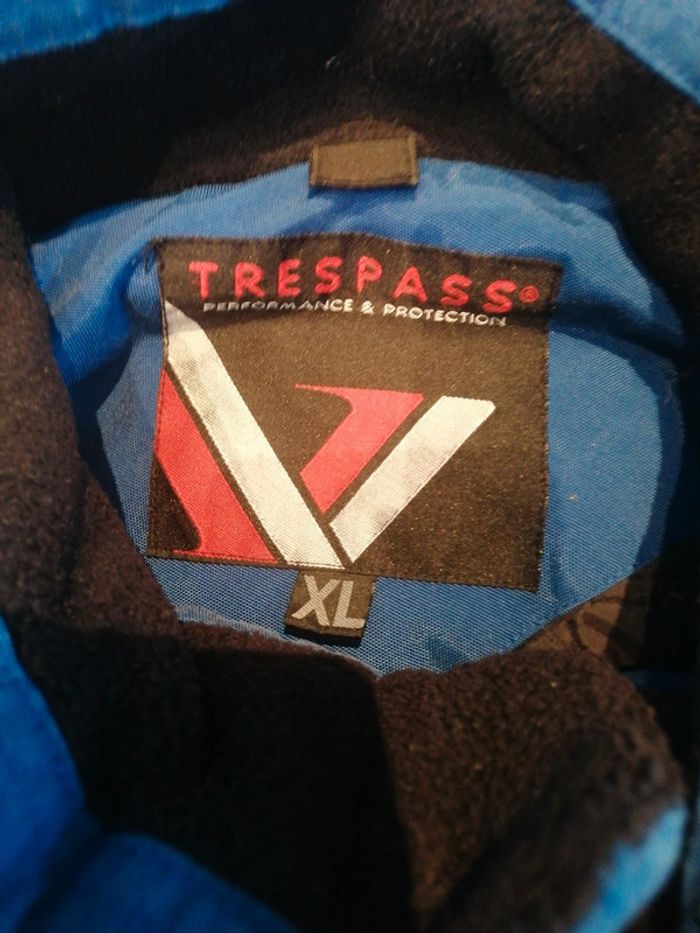 TRESPASS®
PERFORMANCE & PROTECTION
XL